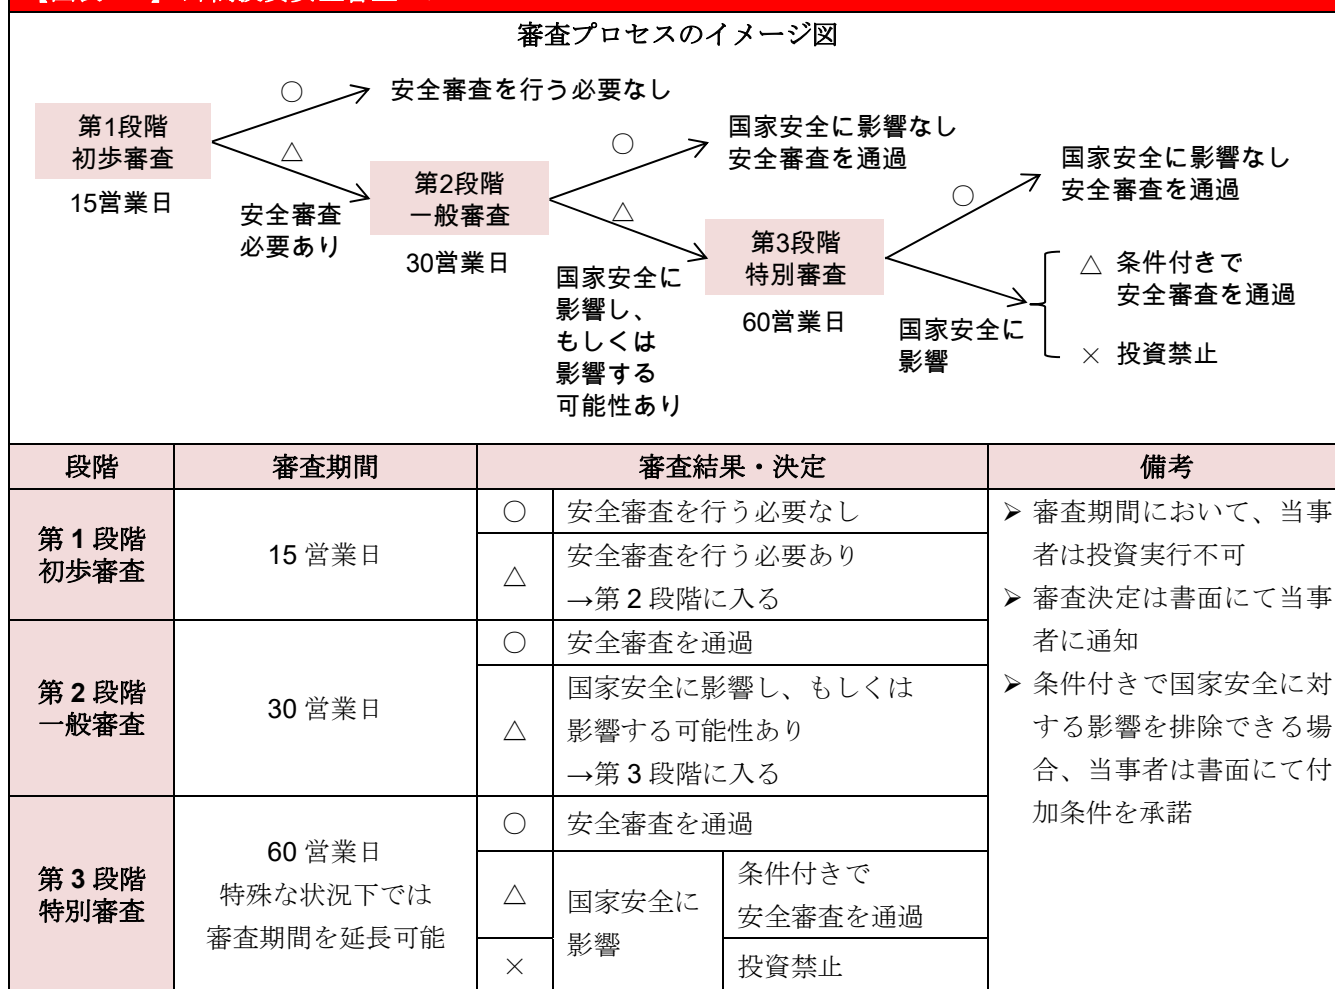 審査プロセスのイメージ図
○
安全審査を行う必要なし
第1段階
初歩審査
15営業日
△
安全審査
必要あり
第2段階
一般審査
30営業日
○
国家安全に影響なし
安全審査を通過
△
国家安全に
影響し、
もしくは
影響する
可能性あり
第3段階
特別審査
60営業日
○
国家安全に影響なし
安全審査を通過
国家安全に
影響
△ 条件付きで
安全審査を通過
× 投資禁止
段階 審査期間 審査結果・決定 備考
第 1 段階
初歩審査
15 営業日
○ 安全審査を行う必要なし
△ 安全審査を行う必要あり
→第 2 段階に入る
第 2 段階
一般審査
30 営業日
○ 安全審査を通過
△ 国家安全に影響し、もしくは
影響する可能性あり
→第 3 段階に入る
第 3 段階
特別審査
60 営業日
特殊な状況下では
審査期間を延長可能
○ 安全審査を通過
△ 国家安全に
影響
条件付きで
安全審査を通過
× 投資禁止
➢ 審査期間において、当事
者は投資実行不可
➢ 審査決定は書面にて当事
者に通知
➢ 条件付きで国家安全に対
する影響を排除できる場
合、当事者は書面にて付
加条件を承諾